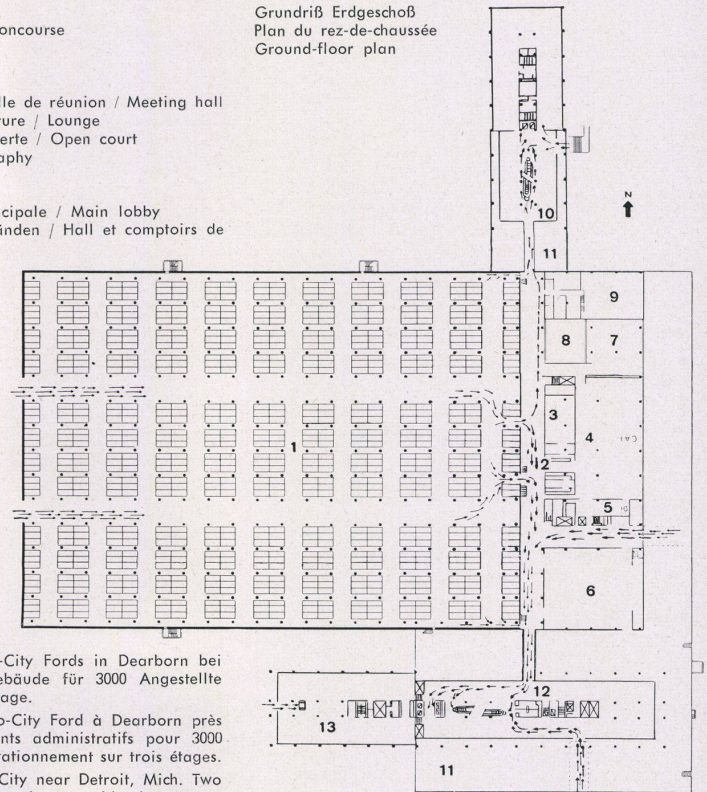 oncourse
lle de réunion / Meeting hall
ture / Lounge
erte / Open court
aphy
cipale / Main lobby
inden / Hall et comptoirs de
Grundriß Erdgeschoß
Plan du rez-de-chaussée
Ground-floor plan
N
10
11
9
8
7
3
4
1
2
5
6
12
13
11
-City Fords in Dearborn bei
ebäude für 3000 Angestellte
age.
o-City Ford à Dearborn près
ents administratifs pour 3000
ationnement sur trois étages.
City near Detroit, Mich. Two